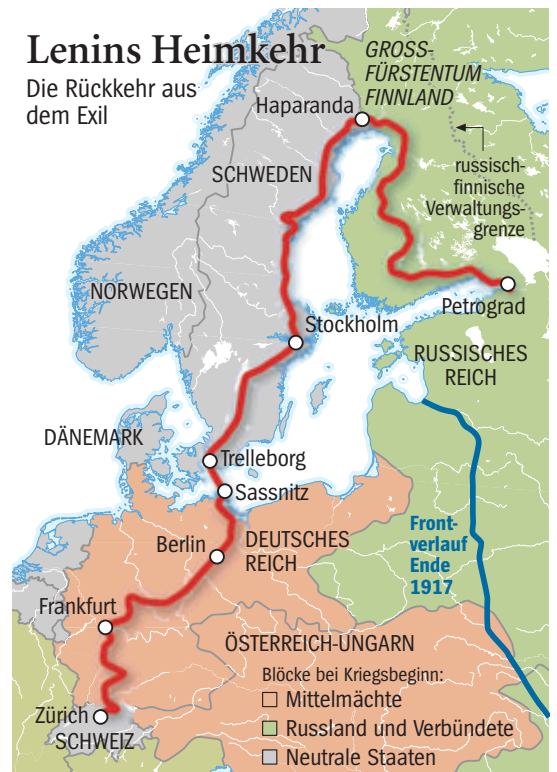 Lenins Heimkehr
Die Rückkehr aus
dem Exil
GROSS-
FÜRSTENTUM
FINNLAND
Haparanda
russisch-
finnische
Verwaltungs-
grenze
SCHWEDEN
NORWEGEN
Petrograd
Stockholm
RUSSISCHES
REICH
DÄNEMARK
Trelleborg
Sassnitz
Berlin
DEUTSCHES
REICH
Front-
verlauf
Ende
1917
Frankfurt
ÖSTERREICH-UNGARN
Blöcke bei Kriegsbeginn:
Mittelmächte
Russland und Verbündete
Neutrale Staaten
Zürich
SCHWEIZ